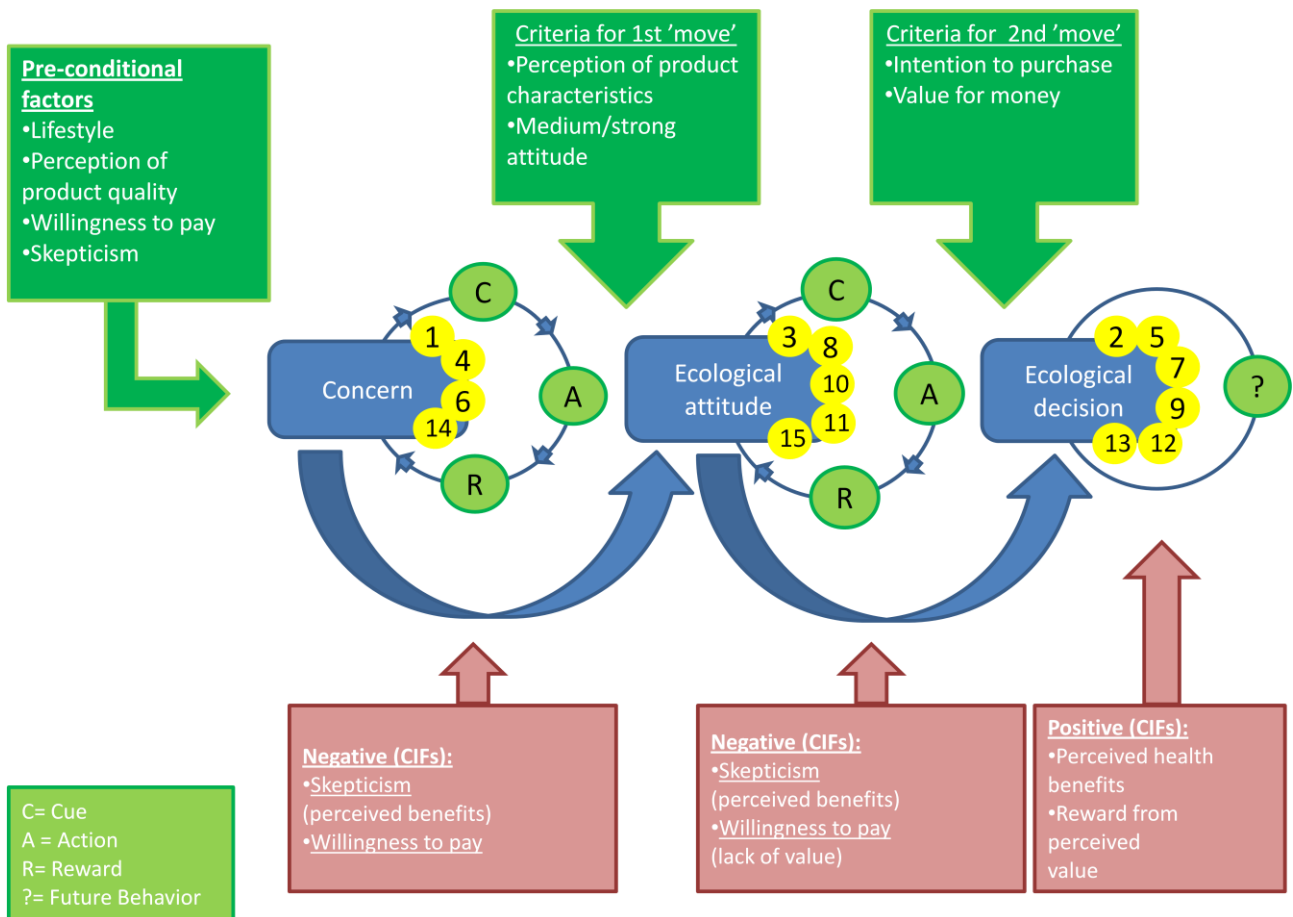 Pre-conditional
factors
•Lifestyle
•Perception of
product quality
•Willingness to pay
•Skepticism
Criteria for 1st ’move’
•Perception of product
characteristics
•Medium/strong
attitude
Criteria for  2nd ’move’
•Intention to purchase
•Value for money
C
1
4
Concern
6
A
14
R
C
3
8
Ecological
attitude
10
A
11
15
R
2
5
7
Ecological
decision
9
?
13
12
Negative (CIFs):
•Skepticism
(perceived benefits)
•Willingness to pay
Negative (CIFs):
•Skepticism
(perceived benefits)
•Willingness to pay
(lack of value)
Positive (CIFs):
•Perceived health
benefits
•Reward from
perceived
value
C= Cue
A = Action
R= Reward
?= Future Behavior